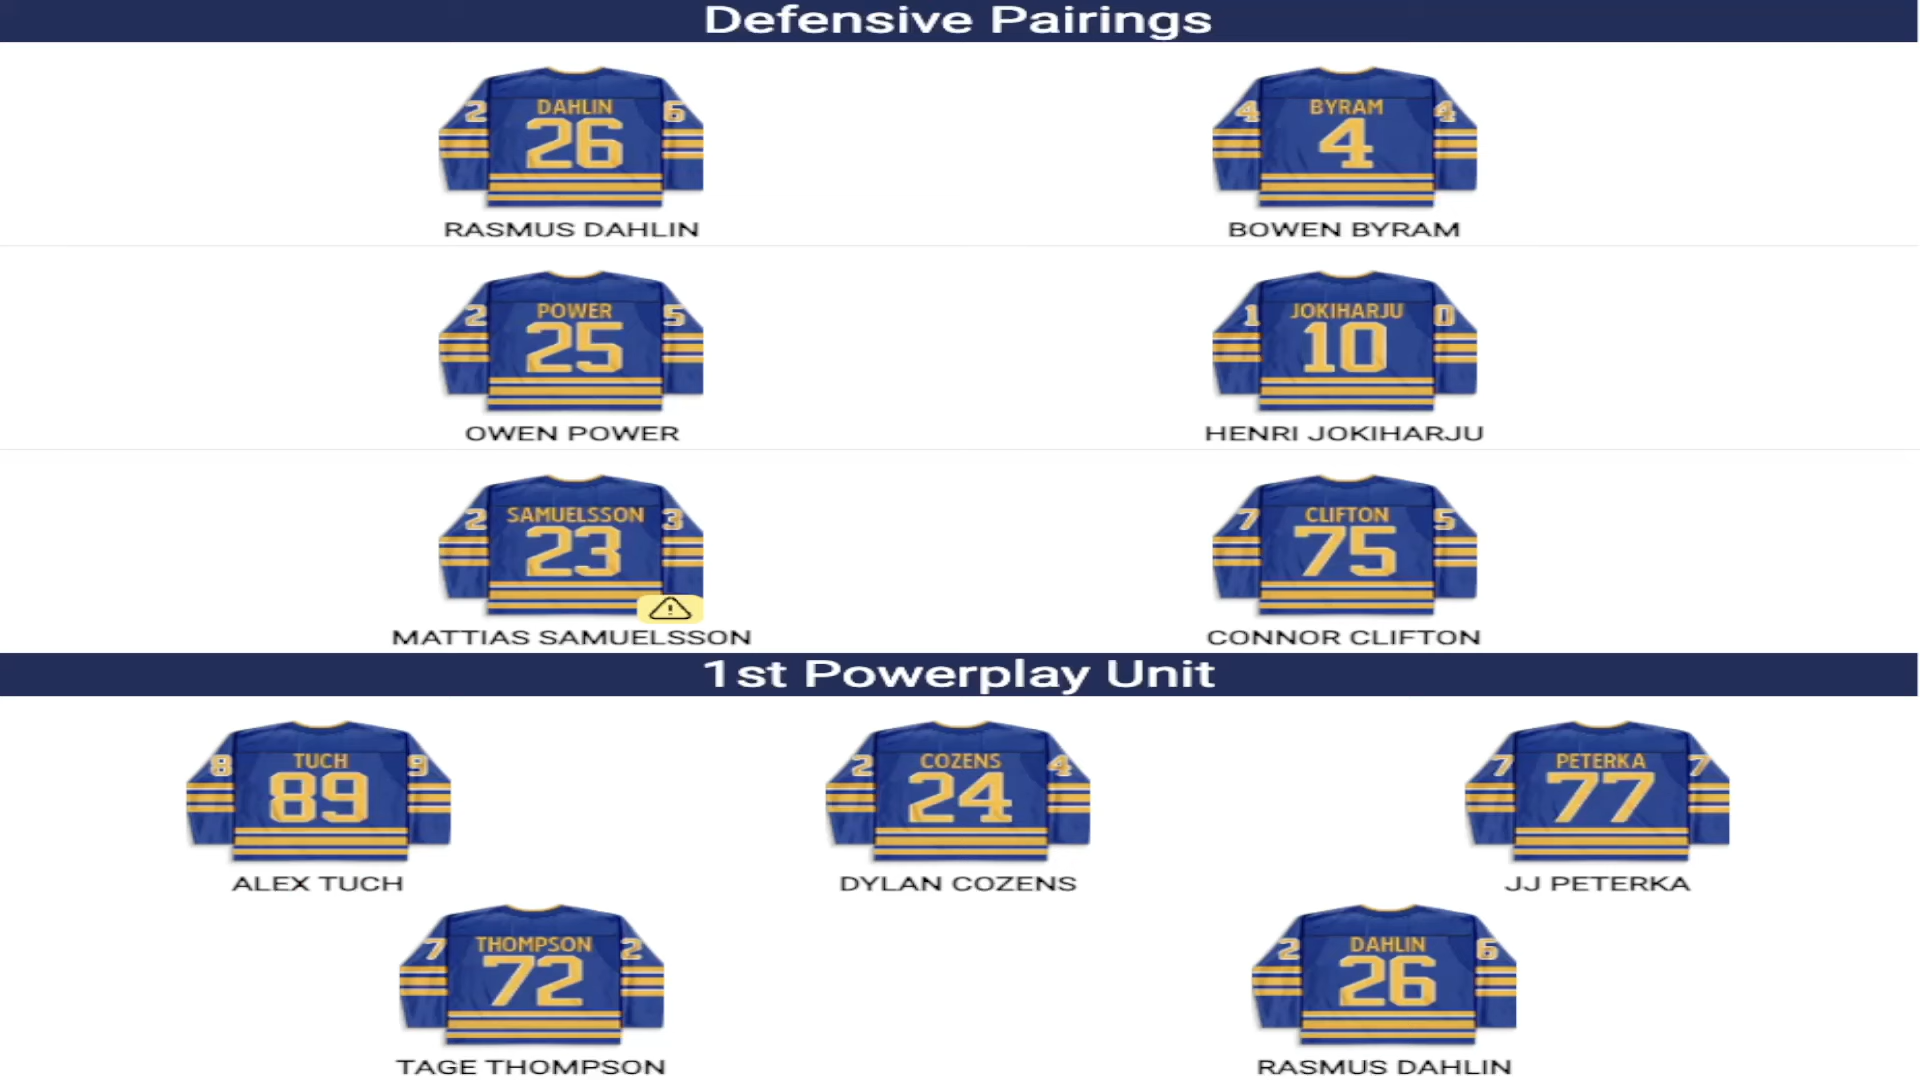 Defensive Pairings
2 DAHLIN 6
26
RASMUS DAHLIN
4 BYRAM 4
4
BOWEN BYRAM
2 POWER 5
25
OWEN POWER
1 JOKIHARJU 0
10
HENRI JOKIHARJU
2 SAMUELSSON 3
23
MATTIAS SAMUELSSON
7 CLIFTON 5
75
CONNOR CLIFTON
1st Powerplay Unit
8 TUCH 9
89
ALEX TUCH
2 COZENS 4
24
DYLAN COZENS
7 PETERKA 7
77
JJ PETERKA
7 THOMPSON 2
72
TAGE THOMPSON
2 DAHLIN 6
26
RASMUS DAHLIN